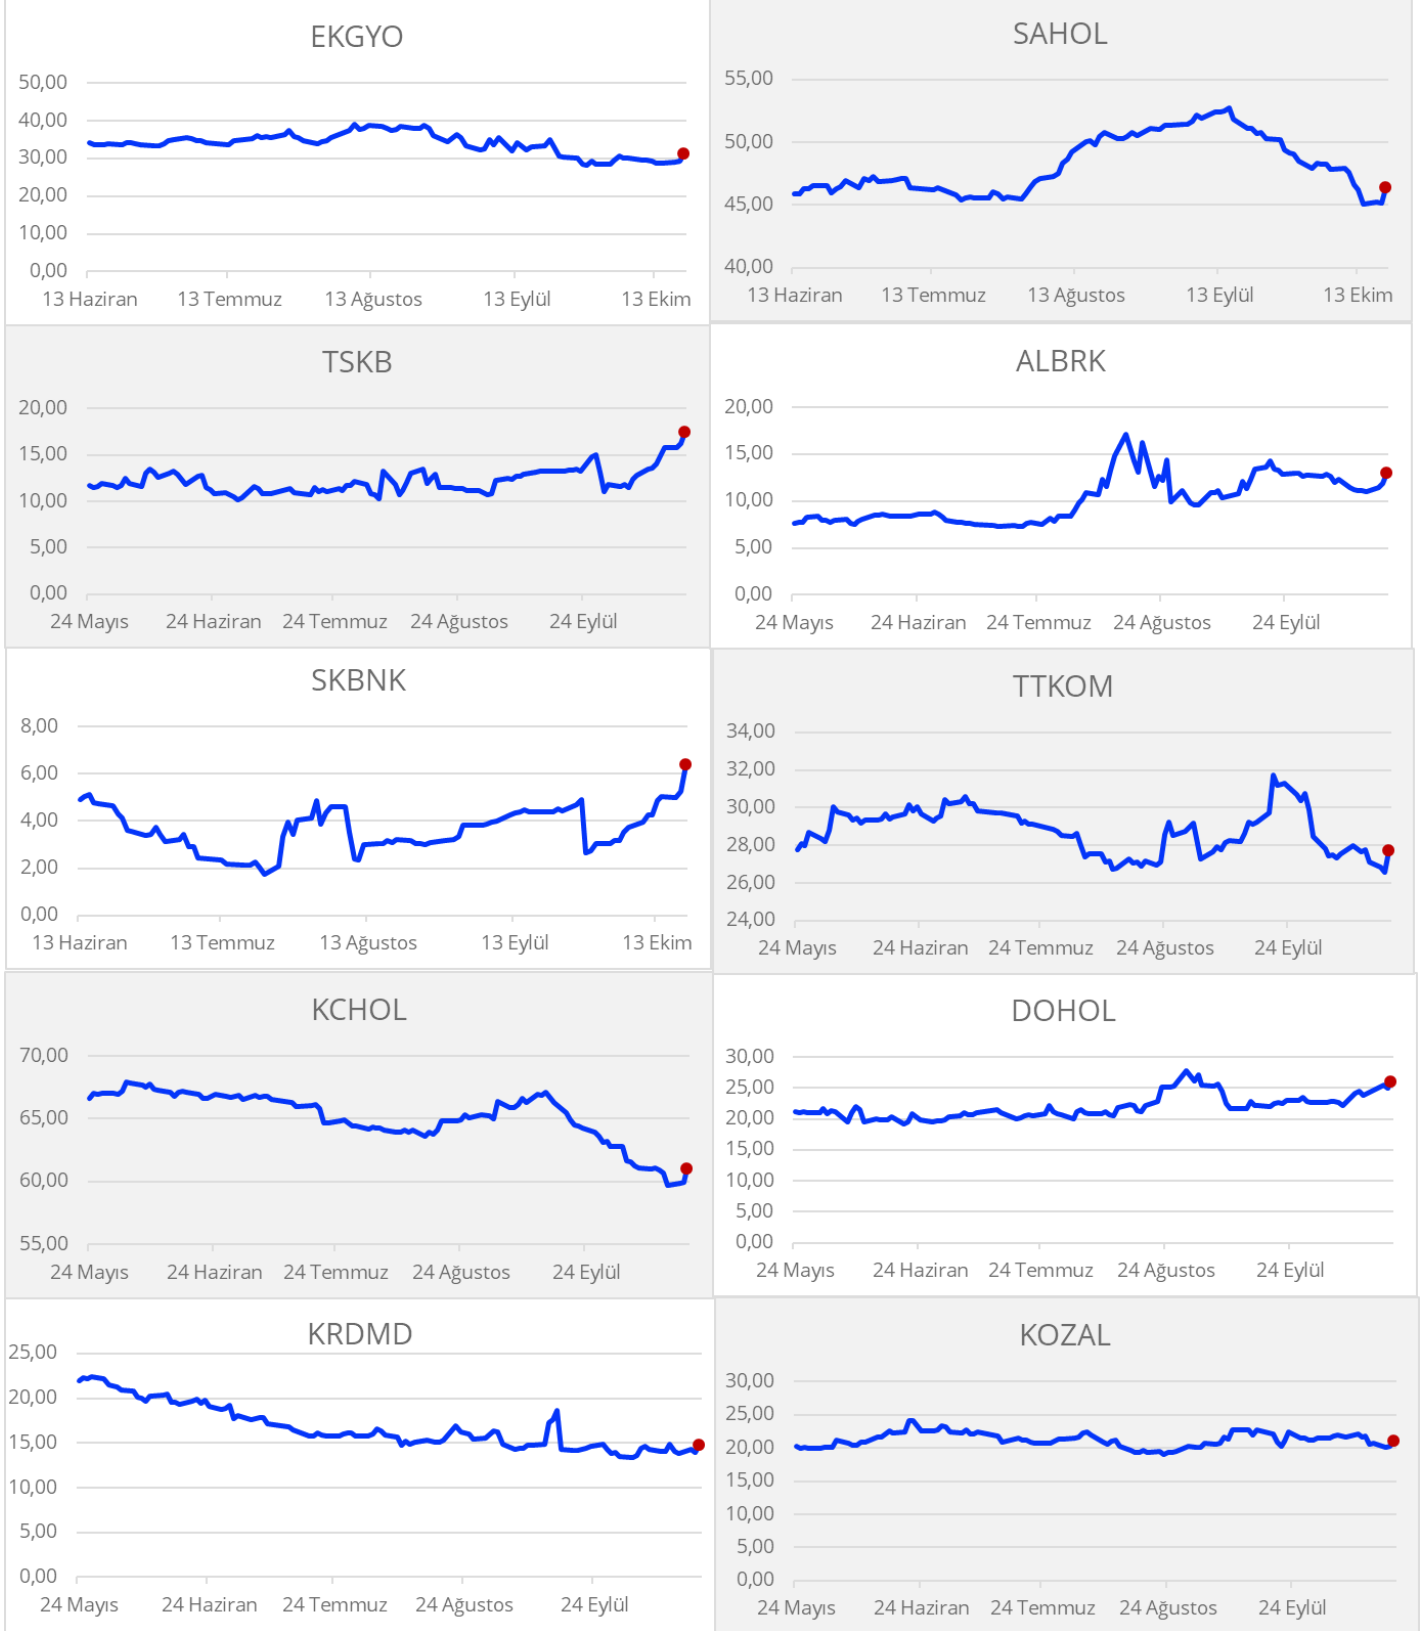 EKGYO
50,00
40,00
30,00
20,00
10,00
0,00
13 Haziran 13 Temmuz 13 Ağustos 13 Eylül 13 Ekim
SAHOL
55,00
50,00
45,00
40,00
13 Haziran 13 Temmuz 13 Ağustos 13 Eylül 13 Ekim
TSKB
20,00
15,00
10,00
5,00
0,00
24 Mayıs 24 Haziran 24 Temmuz 24 Ağustos 24 Eylül
ALBRK
20,00
15,00
10,00
5,00
0,00
24 Mayıs 24 Haziran 24 Temmuz 24 Ağustos 24 Eylül
SKBNK
8,00
6,00
4,00
2,00
0,00
13 Haziran 13 Temmuz 13 Ağustos 13 Eylül 13 Ekim
TTKOM
34,00
32,00
30,00
28,00
26,00
24,00
24 Mayıs 24 Haziran 24 Temmuz 24 Ağustos 24 Eylül
KCHOL
70,00
65,00
60,00
55,00
24 Mayıs 24 Haziran 24 Temmuz 24 Ağustos 24 Eylül
DOHOL
30,00
25,00
20,00
15,00
10,00
5,00
0,00
24 Mayıs 24 Haziran 24 Temmuz 24 Ağustos 24 Eylül
KRDMD
25,00
20,00
15,00
10,00
5,00
0,00
24 Mayıs 24 Haziran 24 Temmuz 24 Ağustos 24 Eylül
KOZAL
30,00
25,00
20,00
15,00
10,00
5,00
0,00
24 Mayıs 24 Haziran 24 Temmuz 24 Ağustos 24 Eylül